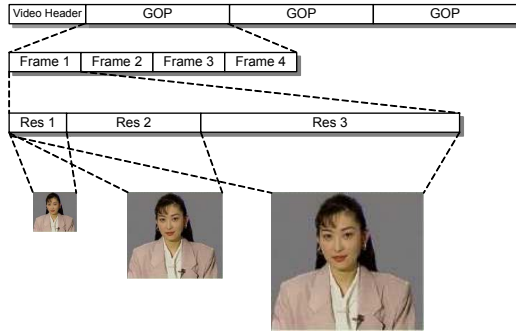 Video Header GOP GOP GOP
Frame 1 Frame 2 Frame 3 Frame 4
Res 1 Res 2 Res 3